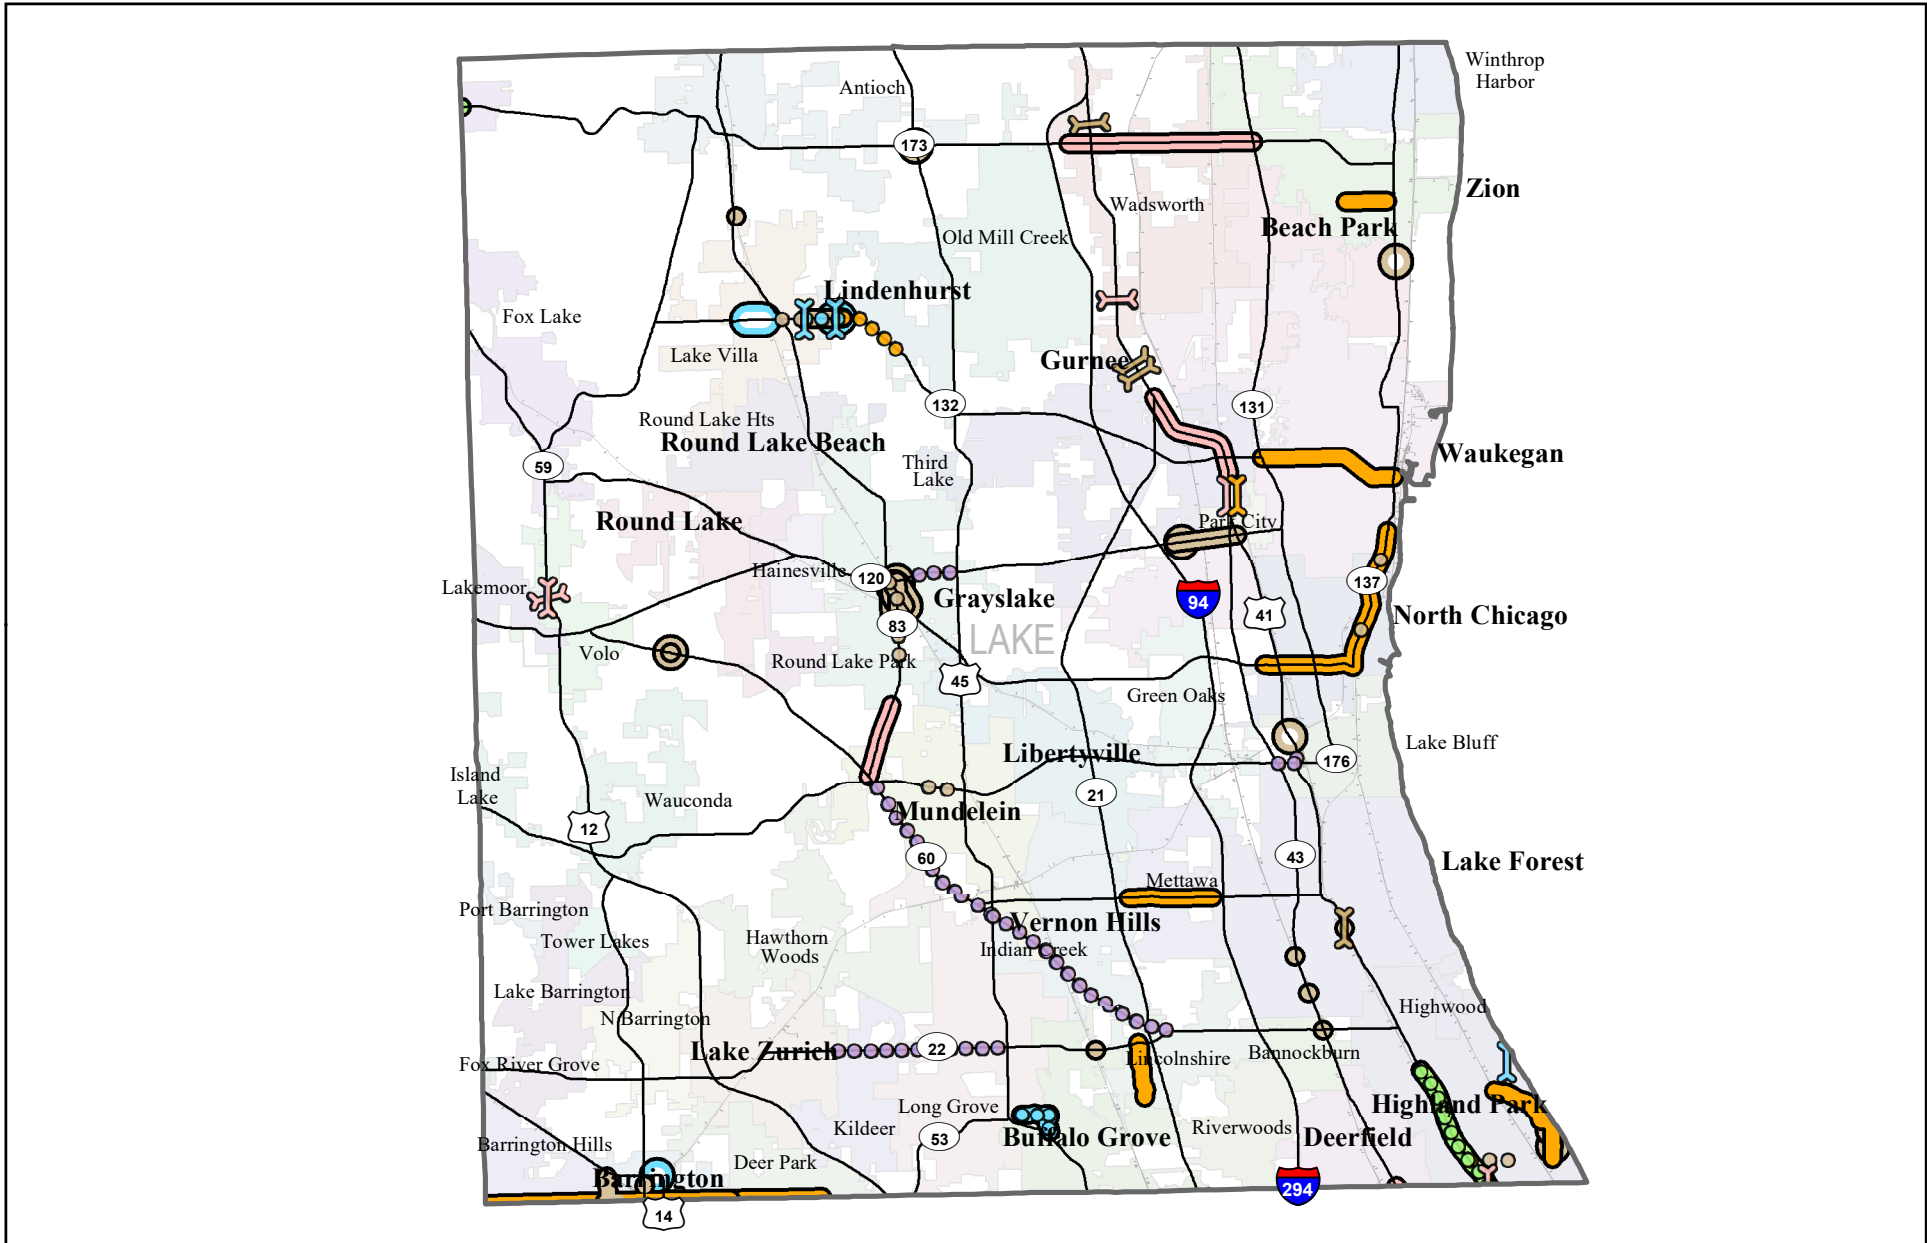 Winthrop
Harbor
Antioch
173
Zion
Wadsworth
Beach Park
Old Mill Creek
Lindenhurst
Fox Lake
Lake Villa
Gurnee
132
131
Round Lake Hts
Round Lake Beach
Waukegan
59
Third
Lake
Round Lake
Park City
Hainesville
120
137
Lakemoor
Grayslake
94
41
North Chicago
83
LAKE
Volo
Round Lake Park
45
Green Oaks
Lake Bluff
Libertyville
176
Island
Lake
Wauconda
21
Mundelein
12
60
43
Lake Forest
Mettawa
Port Barrington
Vernon Hills
Tower Lakes
Hawthorn
Woods
Indian Creek
Lake Barrington
N Barrington
Highwood
Lake Zurich
22
Lincolnshire
Bannockburn
Fox River Grove
Long Grove
Highland Park
Kildeer
53
Buffalo Grove
Riverwoods
Deerfield
Barrington Hills
Deer Park
Barrington
294
14